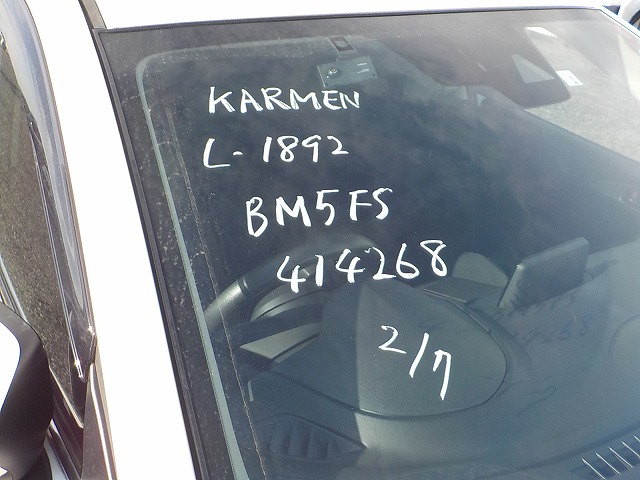 KARMEN
L-1892
BM5FS
414268
2/7